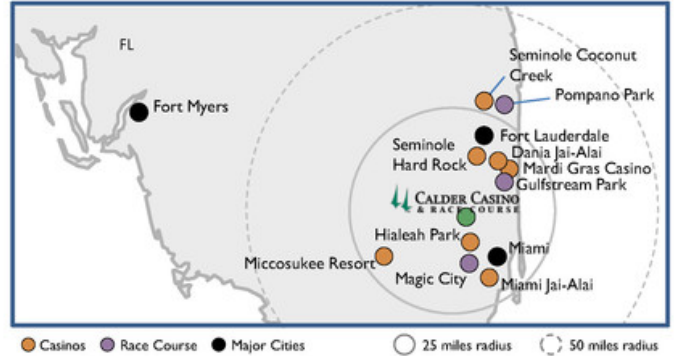 FL
Seminole Coconut
Creek
Pompano Park
Fort Myers
Fort Lauderdale
Seminole
Hard Rock
Dania Jai-Alai
Mardi Gras Casino
Gulfstream Park
CALDER CASINO
& RACE COURSE
Hialeah Park
Miami
Miccosukee Resort
Magic City
Miami Jai-Alai
Casinos
Race Course
Major Cities
25 miles radius
50 miles radius